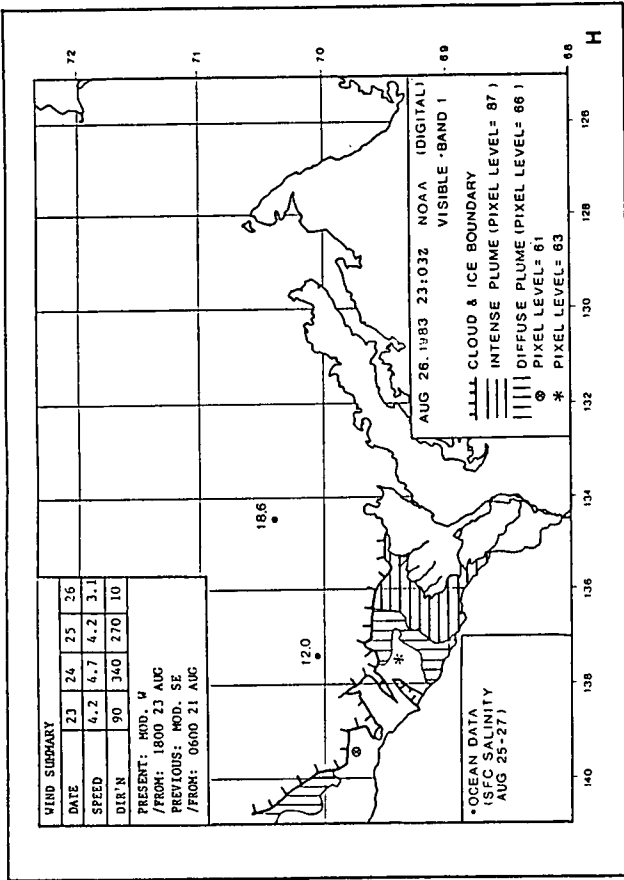 WIND SUMMARY
DATE 23 24 25 26
SPEED 4.2 4.7 4.2 3.1
DIR'N 90 340 270 10
PRESENT: MOD. W
/FROM: 1800 23 AUG
PREVIOUS: MOD. SE
/FROM: 0600 21 AUG
72
71
70
69
68
18.6
12.0
•OCEAN DATA
(SFC SALINITY
AUG 25-27)
AUG 26.1983 23:03Z NOAA (DIGITAL)
VISIBLE-BAND 1
CLOUD & ICE BOUNDARY
INTENSE PLUME (PIXEL LEVEL= 87)
DIFFUSE PLUME (PIXEL LEVEL= 66)
⊗ PIXEL LEVEL= 61
* PIXEL LEVEL= 63
140 138 136 134 132 130 128 126
H